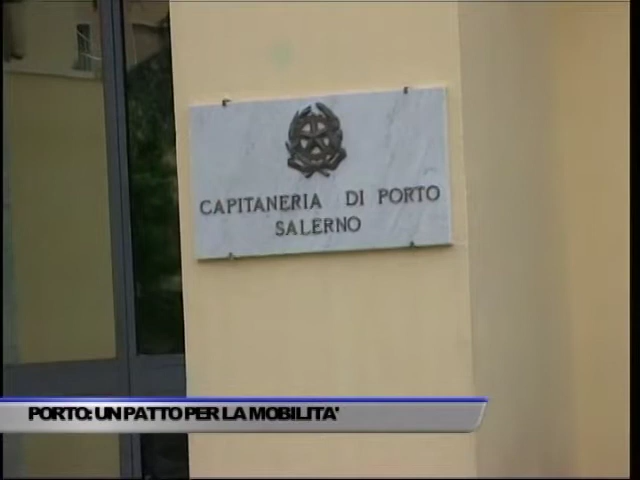 CAPITANERIA DI PORTO
SALERNO
PORTO: UN PATTO PER LA MOBILITA'